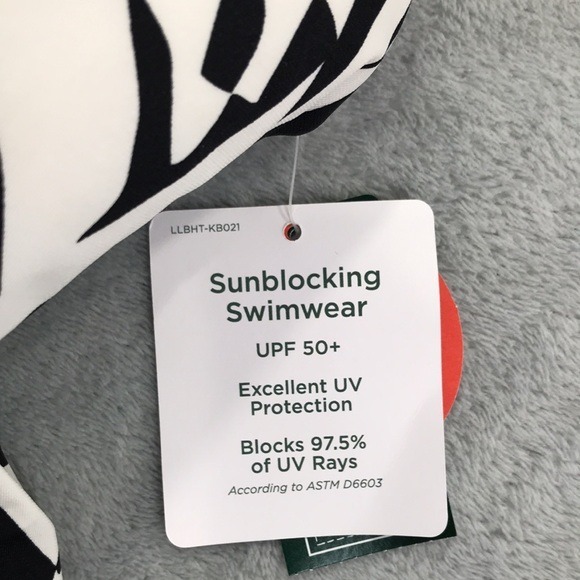 LLBHT-KB021
Sunblocking
Swimwear
UPF 50+
Excellent UV
Protection
Blocks 97.5%
of UV Rays
According to ASTM D6603